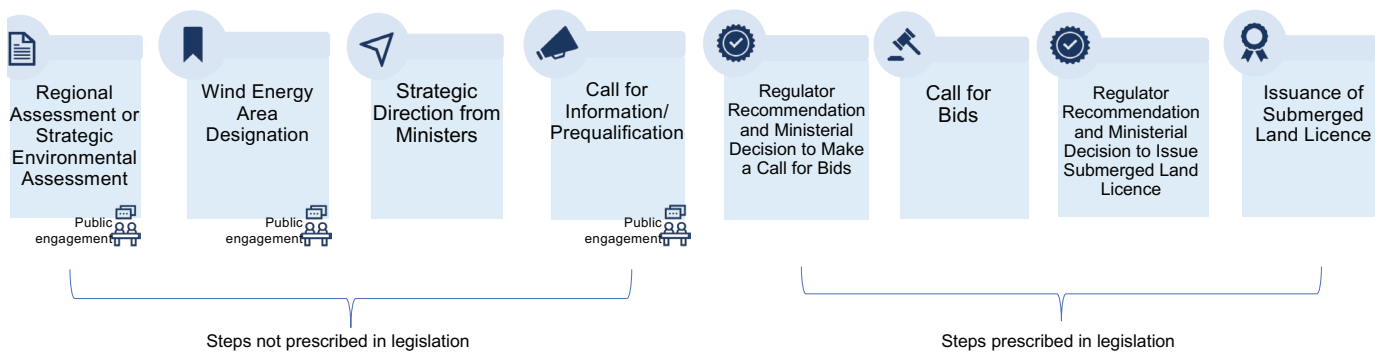 Regional
Assessment or
Strategic
Environmental
Assessment
Public
engagement
Wind Energy
Area
Designation
Public
engagement
Strategic
Direction from
Ministers
Call for
Information/
Prequalification
Public
engagement
Regulator
Recommendation
and Ministerial
Decision to Make
a Call for Bids
Call for
Bids
Regulator
Recommendation
and Ministerial
Decision to Issue
Submerged Land
Licence
Issuance of
Submerged
Land Licence
Steps not prescribed in legislation
Steps prescribed in legislation